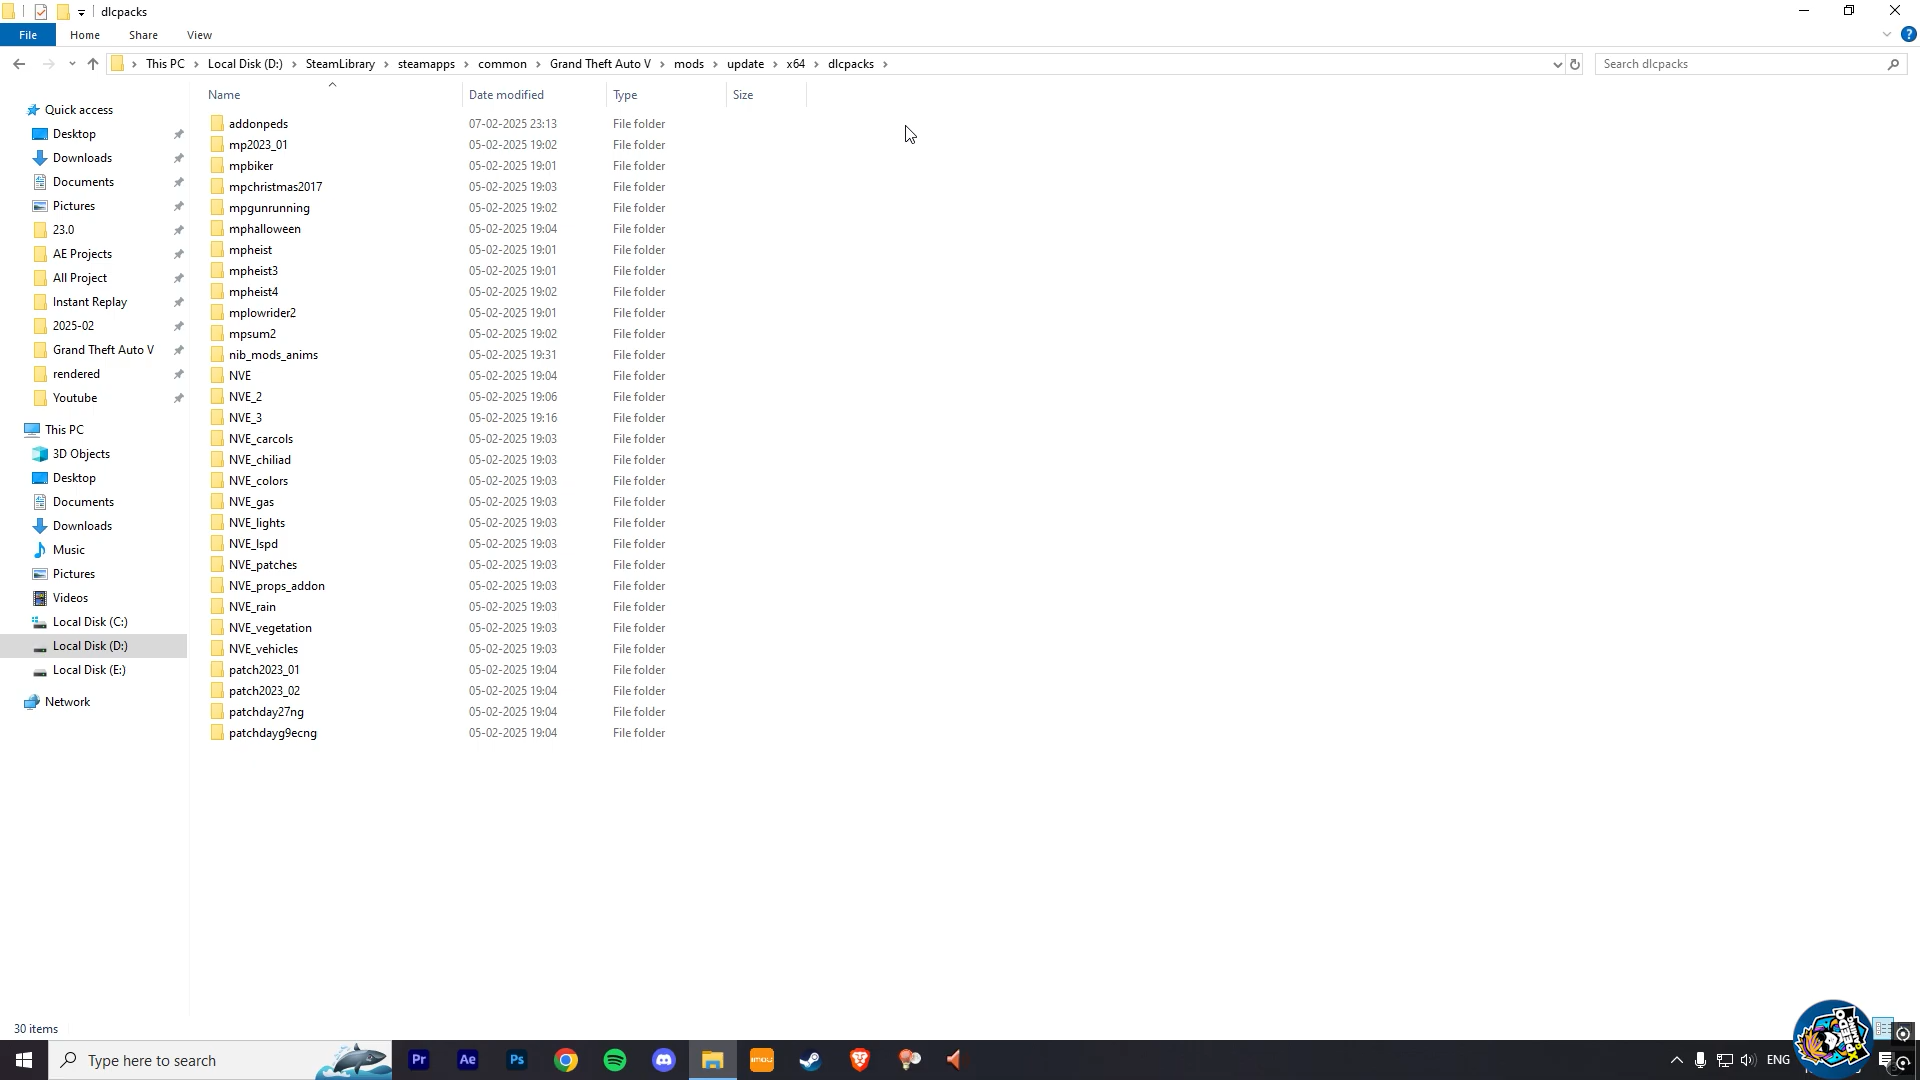 dlcpacks
File Home Share View
This PC Local Disk (D:) SteamLibrary steamapps common Grand Theft Auto V mods update x64 dlcpacks
Search dlcpacks
Name Date modified Type Size
Quick access
Desktop
Downloads
Documents
Pictures
23.0
AE Projects
All Project
Instant Replay
2025-02
Grand Theft Auto V
rendered
Youtube
This PC
3D Objects
Desktop
Documents
Downloads
Music
Pictures
Videos
Local Disk (C:)
Local Disk (D:)
Local Disk (E:)
Network
addonpeds 07-02-2025 23:13 File folder
mp2023_01 05-02-2025 19:02 File folder
mpbiker 05-02-2025 19:01 File folder
mpchristmas2017 05-02-2025 19:03 File folder
mpgunrunning 05-02-2025 19:02 File folder
mphalloween 05-02-2025 19:04 File folder
mpheist 05-02-2025 19:01 File folder
mpheist3 05-02-2025 19:01 File folder
mpheist4 05-02-2025 19:02 File folder
mplowrider2 05-02-2025 19:01 File folder
mpsum2 05-02-2025 19:02 File folder
nib_mods_anims 05-02-2025 19:31 File folder
NVE 05-02-2025 19:04 File folder
NVE_2 05-02-2025 19:06 File folder
NVE_3 05-02-2025 19:16 File folder
NVE_carcols 05-02-2025 19:03 File folder
NVE_chiliad 05-02-2025 19:03 File folder
NVE_colors 05-02-2025 19:03 File folder
NVE_gas 05-02-2025 19:03 File folder
NVE_lights 05-02-2025 19:03 File folder
NVE_lspd 05-02-2025 19:03 File folder
NVE_patches 05-02-2025 19:03 File folder
NVE_props_addon 05-02-2025 19:03 File folder
NVE_rain 05-02-2025 19:03 File folder
NVE_vegetation 05-02-2025 19:03 File folder
NVE_vehicles 05-02-2025 19:03 File folder
patch2023_01 05-02-2025 19:04 File folder
patch2023_02 05-02-2025 19:04 File folder
patchday27ng 05-02-2025 19:04 File folder
patchdayg9ecng 05-02-2025 19:04 File folder
30 items
Type here to search
Pr Ae Ps
imou
ENG